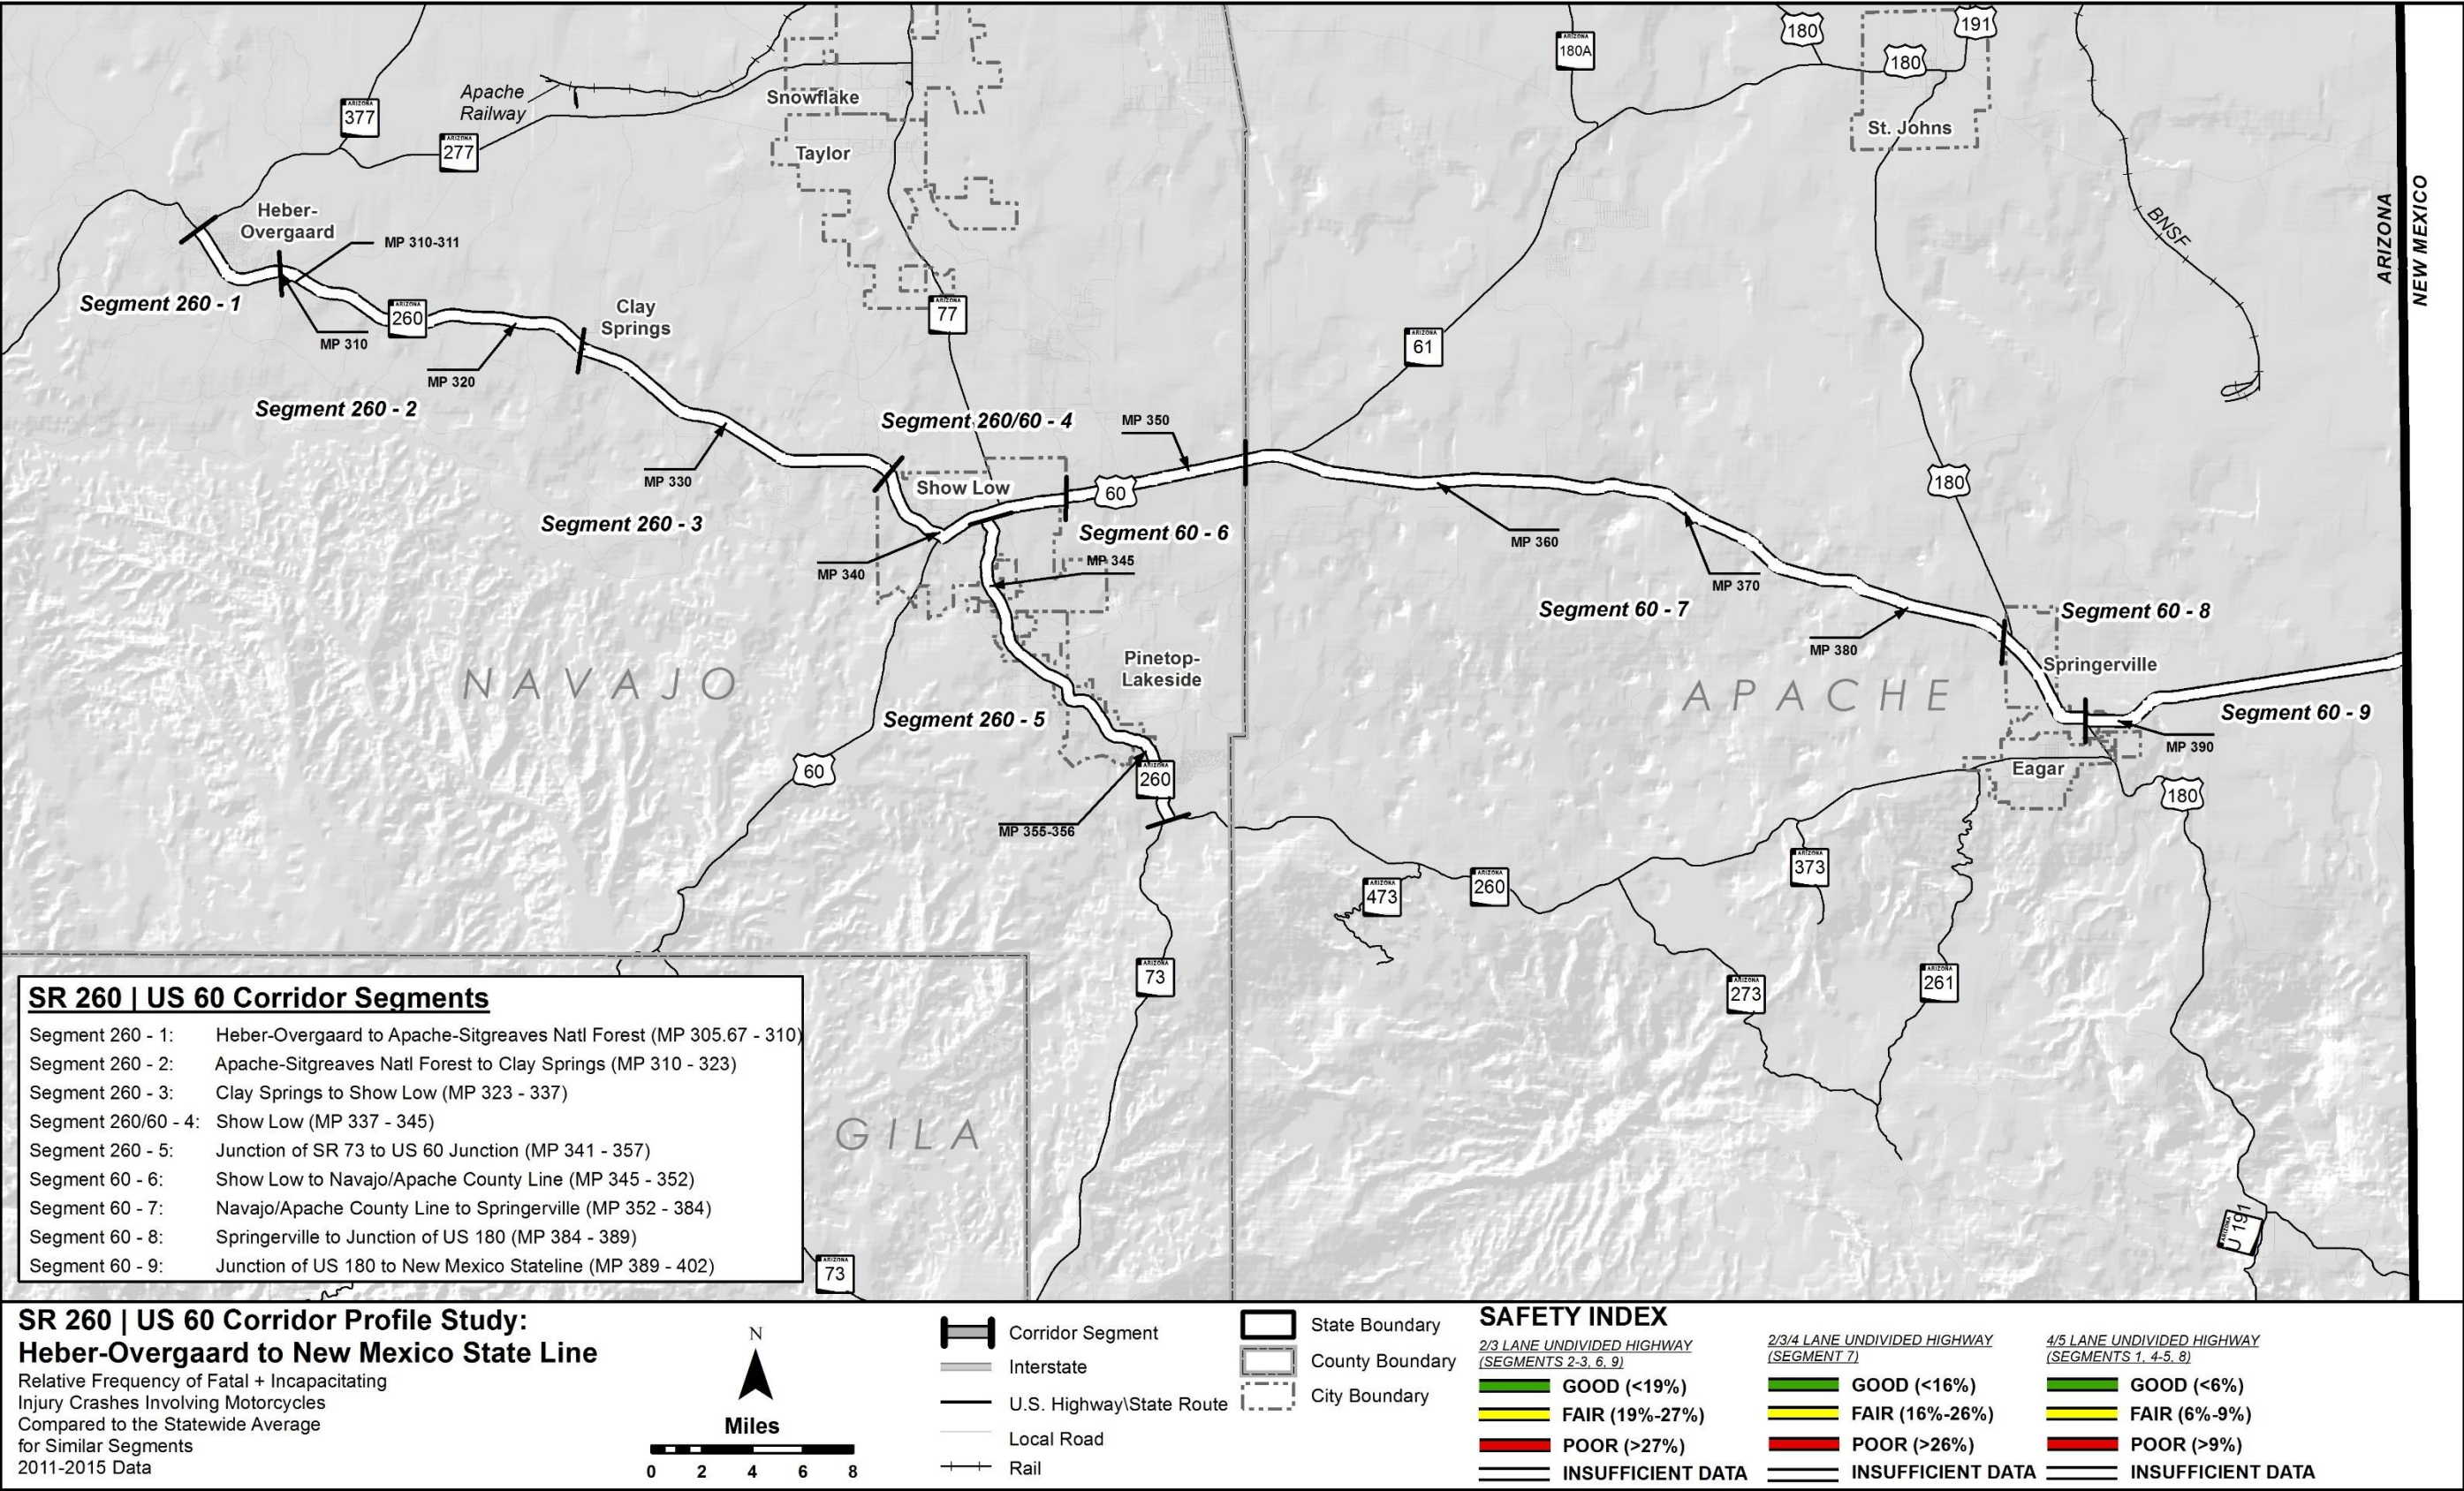 180
191
ARIZONA
180A
180
Apache
Railway
Snowflake
ARIZONA
377
St. Johns
ARIZONA
277
Taylor
ARIZONA
NEW MEXICO
BNSF
Heber-
Overgaard
MP 310-311
Segment 260 - 1
ARIZONA
260
Clay
Springs
ARIZONA
77
MP 310
ARIZONA
61
MP 320
Segment 260 - 2
Segment 260/60 - 4
MP 350
MP 330
Show Low
60
180
Segment 260 - 3
Segment 60 - 6
MP 360
MP 340
MP 345
MP 370
Segment 60 - 7
Segment 60 - 8
MP 380
Pinetop-
Lakeside
Springerville
NAVAJO
APACHE
Segment 260 - 5
Segment 60 - 9
MP 390
60
ARIZONA
260
Eagar
180
MP 355-356
ARIZONA
373
ARIZONA
473
ARIZONA
260
ARIZONA
73
ARIZONA
273
ARIZONA
261
GILA
ARIZONA
U 191
ARIZONA
73
SR 260 | US 60 Corridor Segments
Segment 260 - 1: Heber-Overgaard to Apache-Sitgreaves Natl Forest (MP 305.67 - 310)
Segment 260 - 2: Apache-Sitgreaves Natl Forest to Clay Springs (MP 310 - 323)
Segment 260 - 3: Clay Springs to Show Low (MP 323 - 337)
Segment 260/60 - 4: Show Low (MP 337 - 345)
Segment 260 - 5: Junction of SR 73 to US 60 Junction (MP 341 - 357)
Segment 60 - 6: Show Low to Navajo/Apache County Line (MP 345 - 352)
Segment 60 - 7: Navajo/Apache County Line to Springerville (MP 352 - 384)
Segment 60 - 8: Springerville to Junction of US 180 (MP 384 - 389)
Segment 60 - 9: Junction of US 180 to New Mexico Stateline (MP 389 - 402)
SR 260 | US 60 Corridor Profile Study:
Heber-Overgaard to New Mexico State Line
Relative Frequency of Fatal + Incapacitating
Injury Crashes Involving Motorcycles
Compared to the Statewide Average
for Similar Segments
2011-2015 Data
N
Miles
0 2 4 6 8
Corridor Segment
Interstate
U.S. Highway\State Route
Local Road
Rail
State Boundary
County Boundary
City Boundary
SAFETY INDEX
2/3 LANE UNDIVIDED HIGHWAY
(SEGMENTS 2-3, 6, 9)
GOOD (<19%)
FAIR (19%-27%)
POOR (>27%)
INSUFFICIENT DATA
2/3/4 LANE UNDIVIDED HIGHWAY
(SEGMENT 7)
GOOD (<16%)
FAIR (16%-26%)
POOR (>26%)
INSUFFICIENT DATA
4/5 LANE UNDIVIDED HIGHWAY
(SEGMENTS 1, 4-5, 8)
GOOD (<6%)
FAIR (6%-9%)
POOR (>9%)
INSUFFICIENT DATA